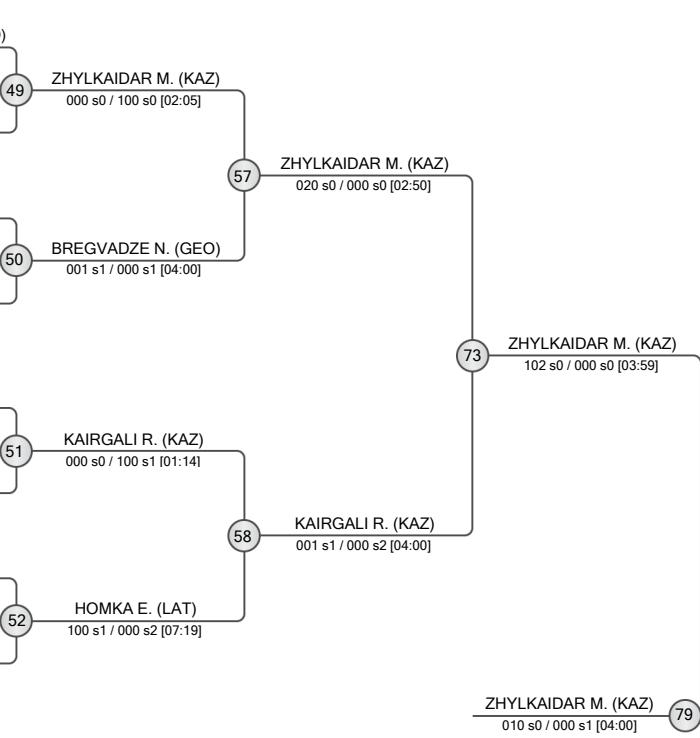 )
49
ZHYLKAIDAR M. (KAZ)
000 s0 / 100 s0 [02:05]
57
ZHYLKAIDAR M. (KAZ)
020 s0 / 000 s0 [02:50]
50
BREGVADZE N. (GEO)
001 s1 / 000 s1 [04:00]
73
ZHYLKAIDAR M. (KAZ)
102 s0 / 000 s0 [03:59]
51
KAIRGALI R. (KAZ)
000 s0 / 100 s1 [01:14]
58
KAIRGALI R. (KAZ)
001 s1 / 000 s2 [04:00]
52
HOMKA E. (LAT)
100 s1 / 000 s2 [07:19]
ZHYLKAIDAR M. (KAZ)
010 s0 / 000 s1 [04:00]
79